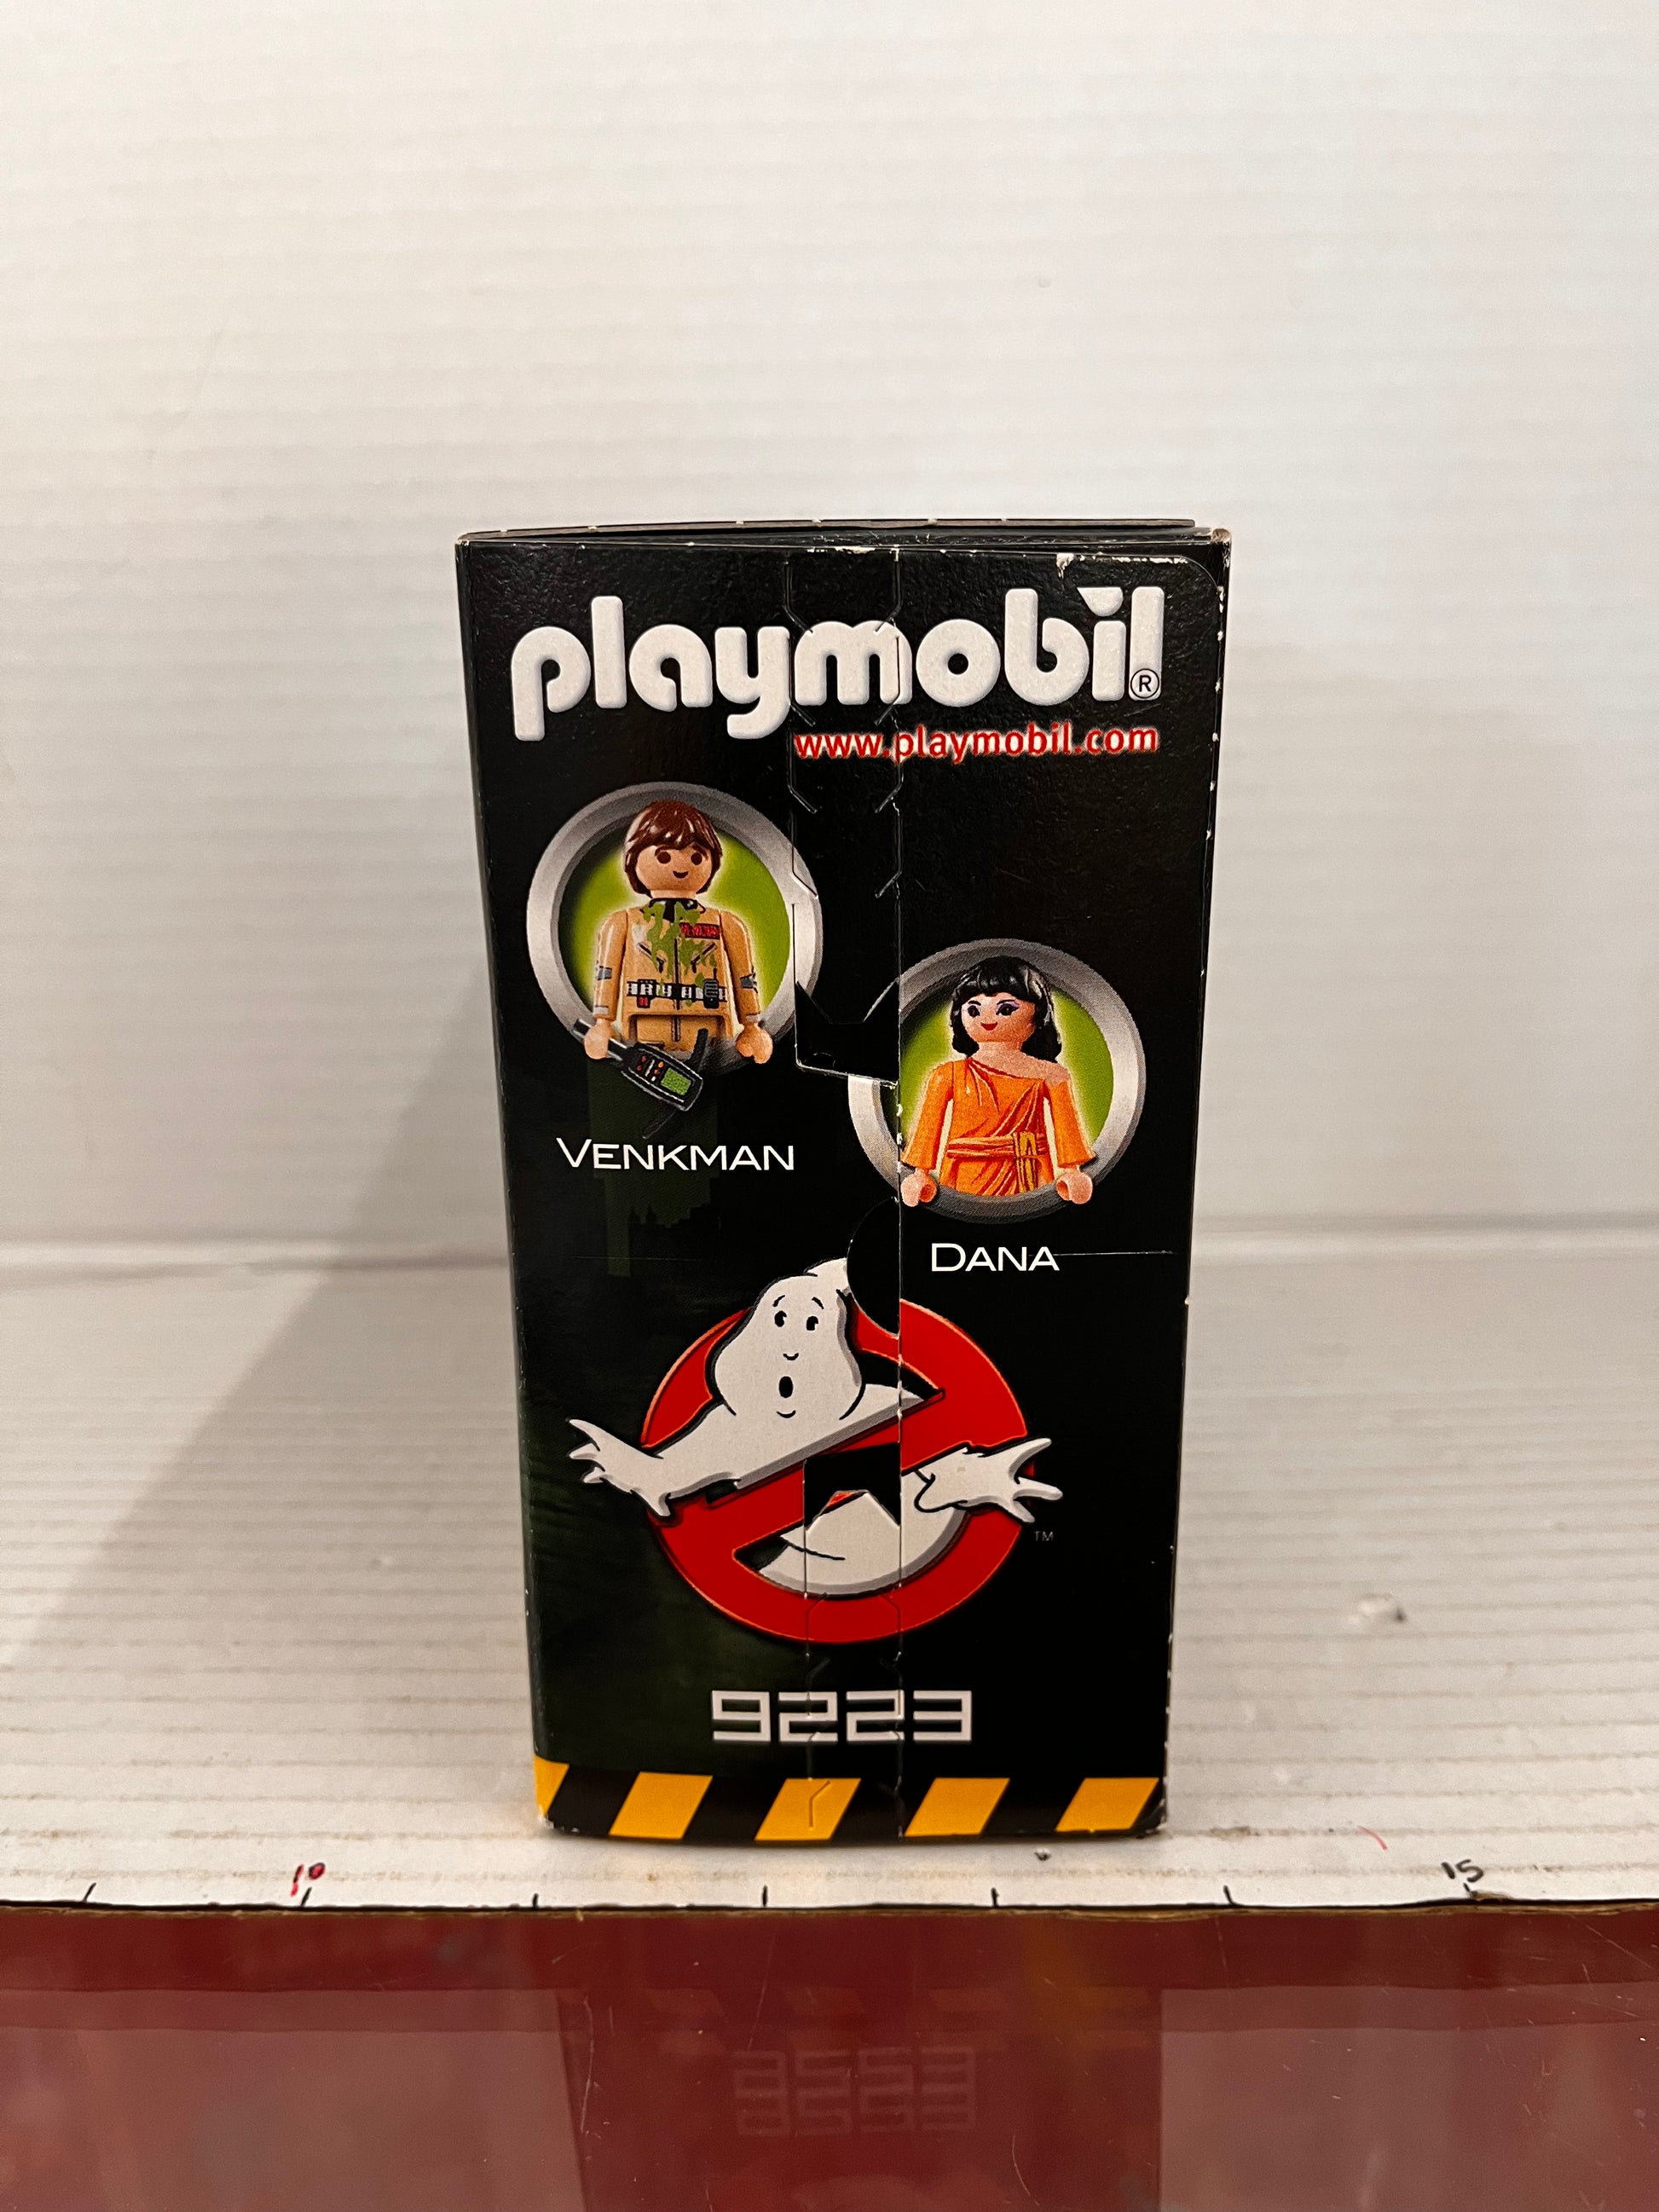 playmobil®
www.playmobil.com
VENKMAN
DANA
TM
9223
10
15